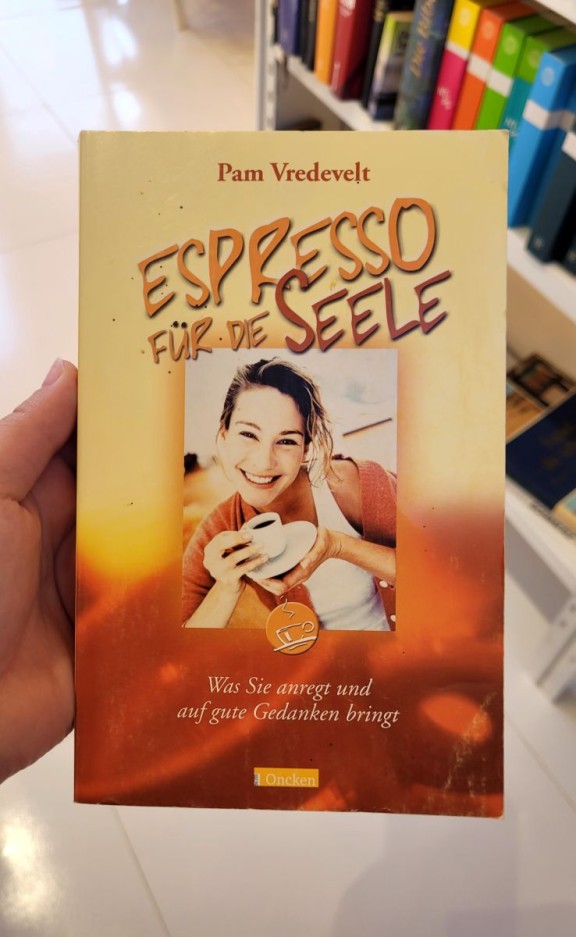 Pam Vredevelt
ESPRESSO
FÜR DIE SEELE
Was Sie anregt und
auf gute Gedanken bringt
Oncken